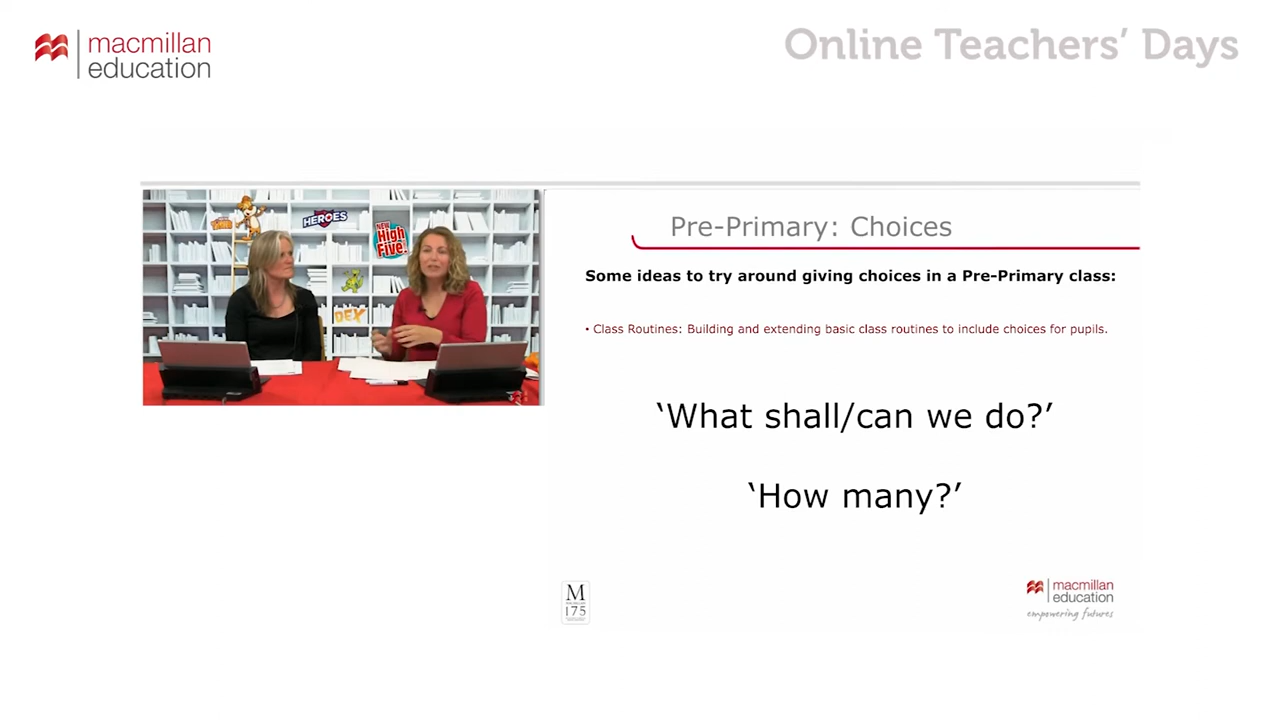 macmillan
education
Online Teachers' Days
HEROES
NEW
High
Five!
DEX
Pre-Primary: Choices
Some ideas to try around giving choices in a Pre-Primary class:
• Class Routines: Building and extending basic class routines to include choices for pupils.
‘What shall/can we do?’
‘How many?’
M
175
macmillan
education
empowering futures